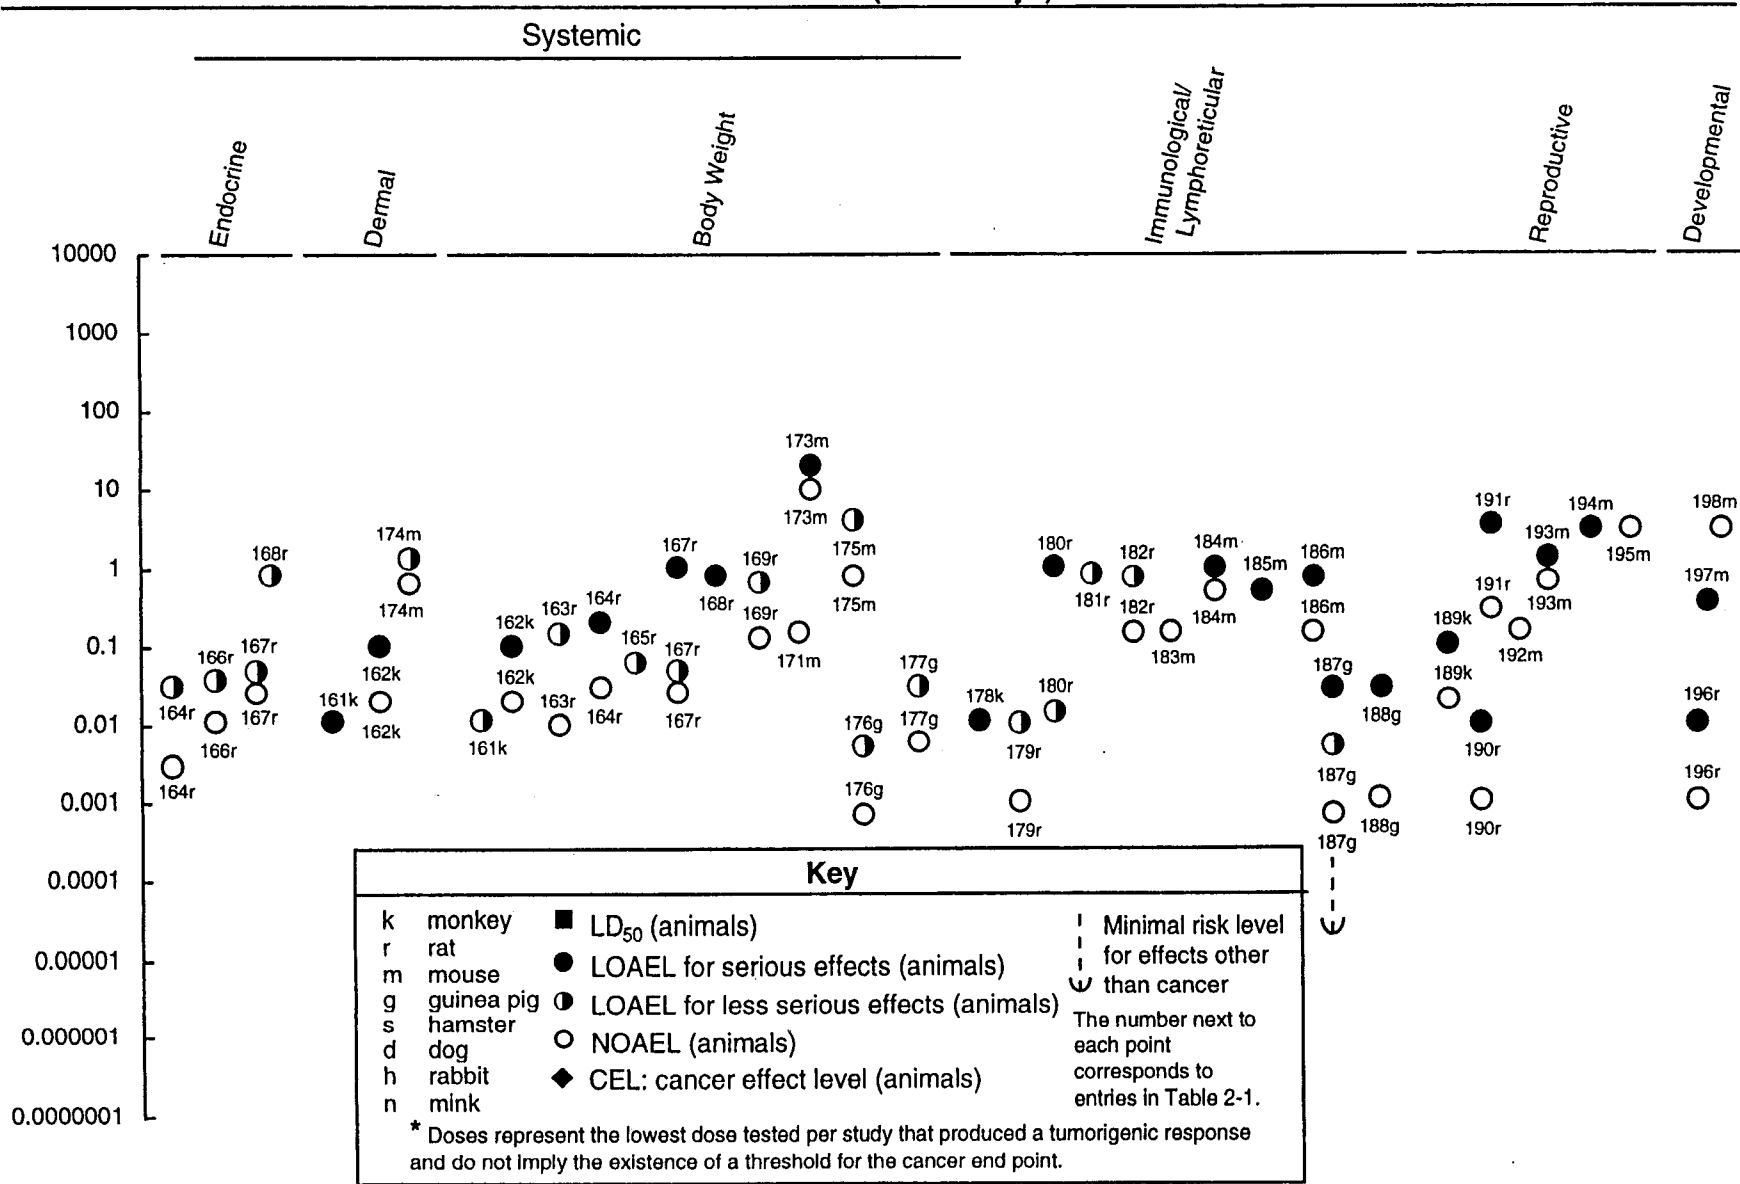 Systemic
Endocrine
Dermal
Body Weight
Immunological/
Lymphoreticular
Reproductive
Developmental
10000
1000
100
10
1
0.1
0.01
0.001
0.0001
0.00001
0.000001
0.0000001
168r
166r
167r
164r
167r
166r
164r
174m
174m
162k
161k
162k
173m
173m
175m
175m
167r
168r
169r
169r
171m
162k
163r
164r
165r
167r
162k
163r
164r
167r
161k
177g
176g
177g
176g
180r
181r
182r
182r
183m
184m
184m
185m
186m
186m
178k
180r
179r
179r
187g
188g
187g
187g
188g
191r
193m
194m
195m
191r
193m
192m
189k
189k
190r
190r
198m
197m
196r
196r
Key
k monkey
r rat
m mouse
g guinea pig
s hamster
d dog
h rabbit
n mink
LD50 (animals)
LOAEL for serious effects (animals)
LOAEL for less serious effects (animals)
NOAEL (animals)
CEL: cancer effect level (animals)
Minimal risk level
for effects other
than cancer
The number next to
each point
corresponds to
entries in Table 2-1.
* Doses represent the lowest dose tested per study that produced a tumorigenic response
and do not imply the existence of a threshold for the cancer end point.